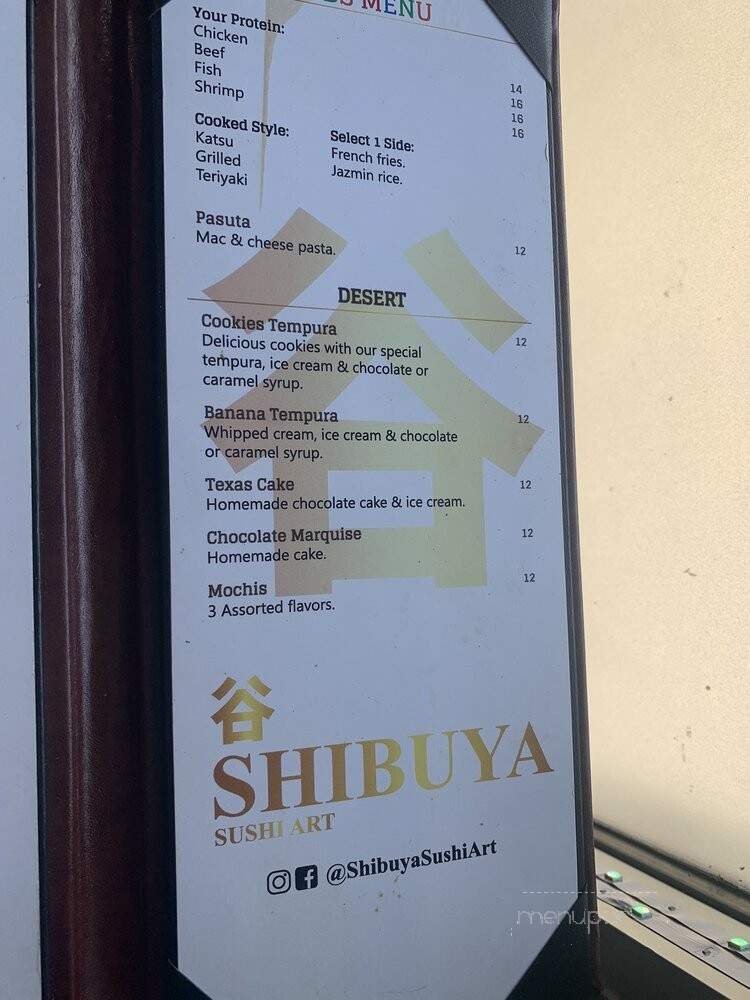 MENU
Your Protein:
Chicken 14
Beef 16
Fish 16
Shrimp 16
Cooked Style:
Katsu
Grilled
Teriyaki
Select 1 Side:
French fries.
Jazmin rice.
Pasuta
Mac & cheese pasta. 12
DESERT
Cookies Tempura 12
Delicious cookies with our special
tempura, ice cream & chocolate or
caramel syrup.
Banana Tempura 12
Whipped cream, ice cream & chocolate
or caramel syrup.
Texas Cake 12
Homemade chocolate cake & ice cream.
Chocolate Marquise 12
Homemade cake.
Mochis 12
3 Assorted flavors.
谷
谷
SHIBUYA
SUSHI ART
@ShibuyaSushiArt